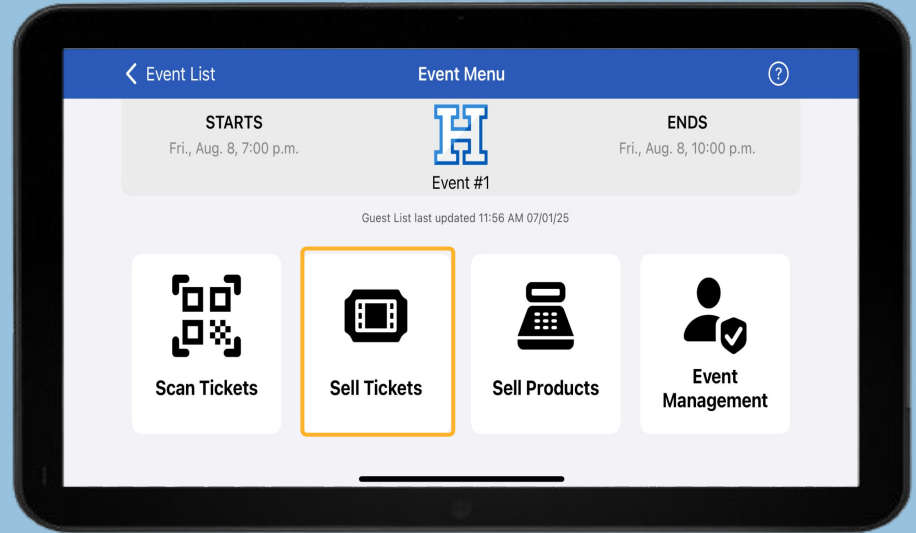 Event List
Event Menu
?
STARTS
Fri., Aug. 8, 7:00 p.m.
H
Event #1
ENDS
Fri., Aug. 8, 10:00 p.m.
Guest List last updated 11:56 AM 07/01/25
Scan Tickets
Sell Tickets
Sell Products
Event
Management